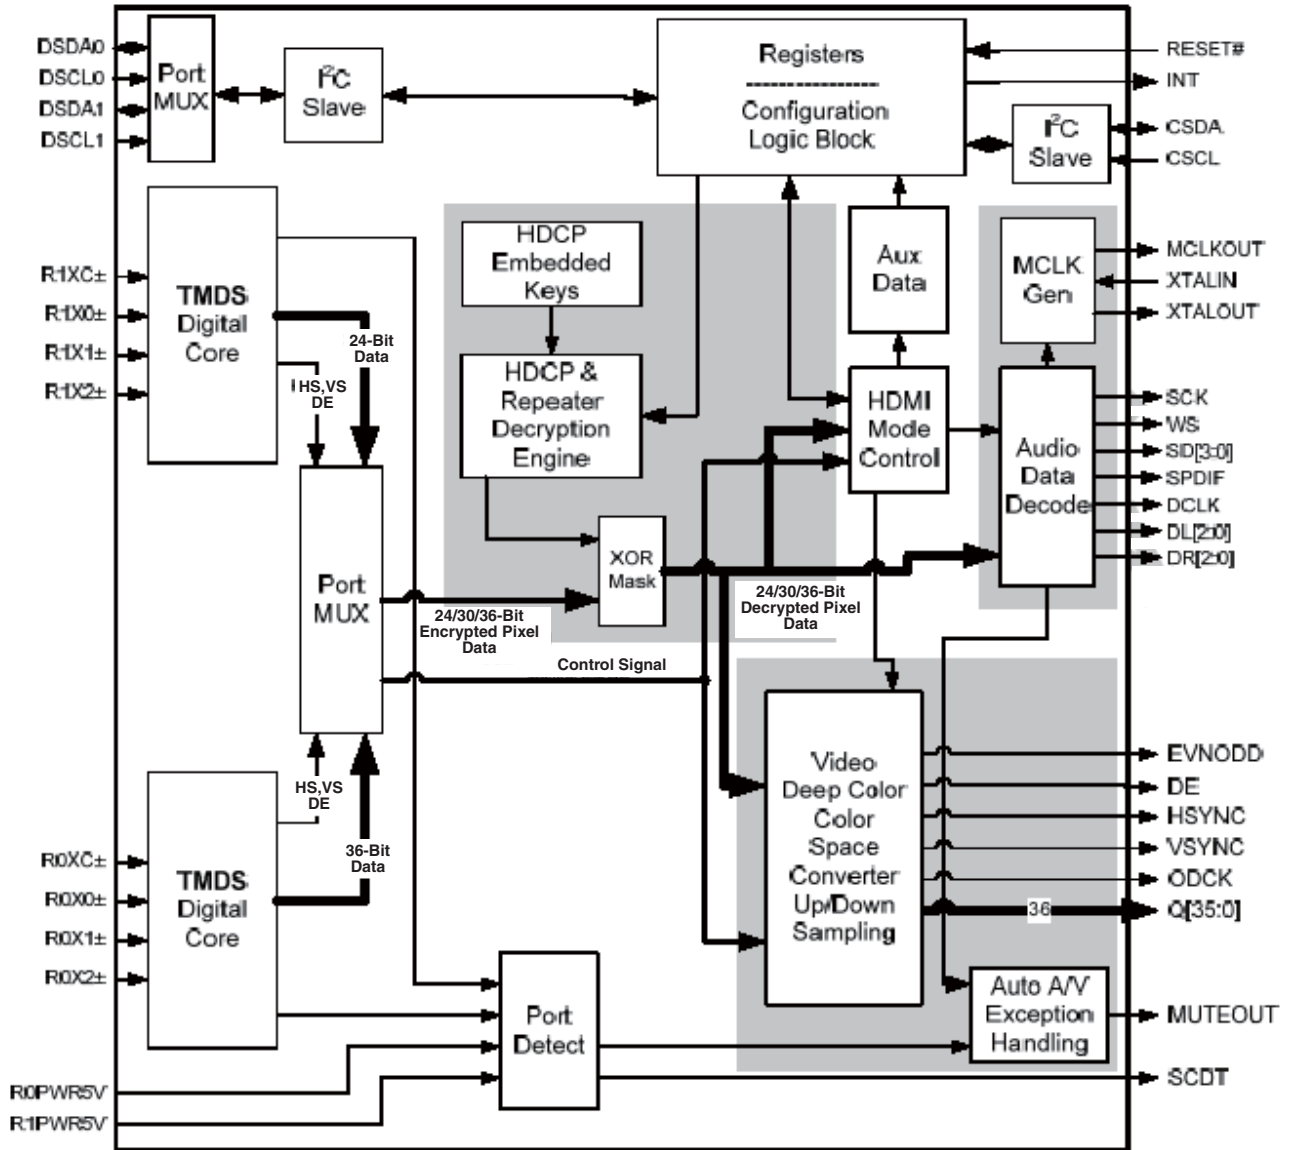 DSDA0
DSCL0
DSDA1
DSCL1
Port
MUX
I²C
Slave
Registers
Configuration
Logic Block
RESET#
INT
I²C
Slave
CSDA
CSCL
R1XC±
R1X0±
R1X1±
R1X2±
TMDS
Digital
Core
24-Bit
Data
HS,VS
DE
HDCP
Embedded
Keys
HDCP &
Repeater
Decryption
Engine
Aux
Data
HDMI
Mode
Control
MCLK
Gen
MCLKOUT
XTALIN
XTALOUT
Audio
Data
Decode
SCK
WS
SD[3:0]
SPDIF
DCLK
DL[2:0]
DR[2:0]
Port
MUX
XOR
Mask
24/30/36-Bit
Encrypted Pixel
Data
24/30/36-Bit
Decrypted Pixel
Data
Control Signal
HS,VS
DE
36-Bit
Data
R0XC±
R0X0±
R0X1±
R0X2±
TMDS
Digital
Core
Video
Deep Color
Color
Space
Converter
Up/Down
Sampling
EVNODD
DE
HSYNC
VSYNC
ODCK
36
Q[35:0]
Port
Detect
Auto A/V
Exception
Handling
MUTEOUT
SCDT
R0PWR5V
R1PWR5V